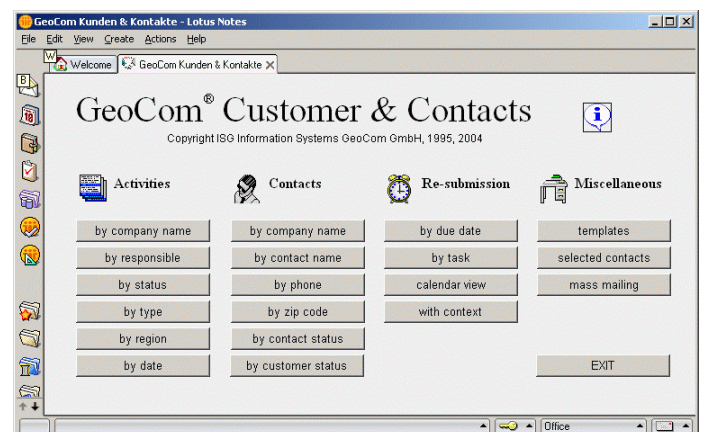 GeoCom Kunden & Kontakte - Lotus Notes
File Edit View Create Actions Help
W
Welcome GeoCom Kunden & Kontakte
B
GeoCom® Customer & Contacts
Copyright ISG Information Systems GeoCom GmbH, 1995, 2004
Activities Contacts Re-submission Miscellaneous
by company name by company name by due date templates
by responsible by contact name by task selected contacts
by status by phone calendar view mass mailing
by type by zip code with context
by region by contact status
by date by customer status EXIT
Office